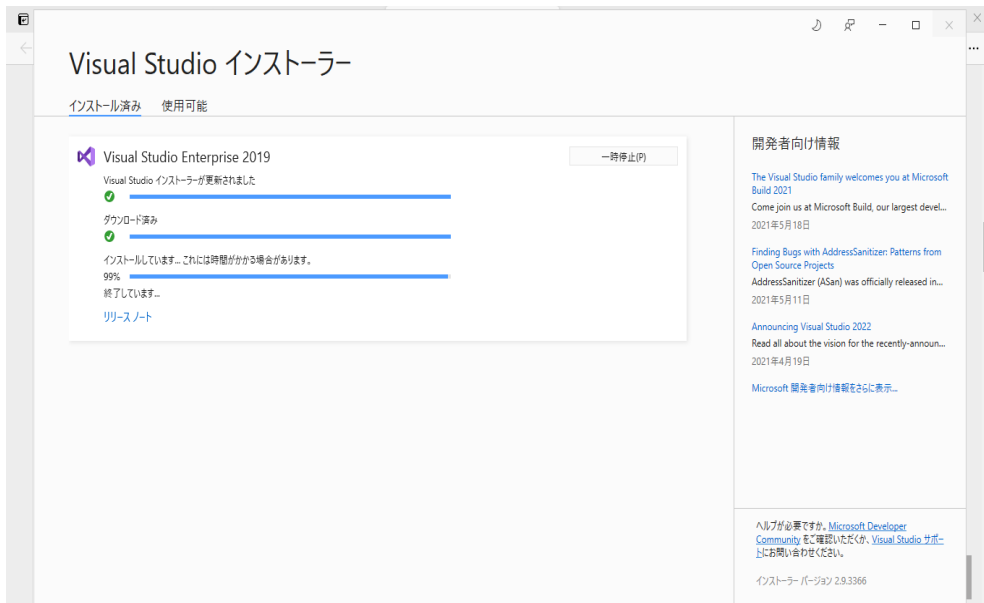 Visual Studio インストーラー
インストール済み 使用可能
Visual Studio Enterprise 2019
一時停止(P)
Visual Studio インストーラーが更新されました
ダウンロード済み
インストールしています... これには時間がかかる場合があります。
99%
終了しています...
リリース ノート
開発者向け情報
The Visual Studio family welcomes you at Microsoft
Build 2021
Come join us at Microsoft Build, our largest devel...
2021年5月18日
Finding Bugs with AddressSanitizer: Patterns from
Open Source Projects
AddressSanitizer (ASan) was officially released in...
2021年5月11日
Announcing Visual Studio 2022
Read all about the vision for the recently-announ...
2021年4月19日
Microsoft 開発者向け情報をさらに表示...
ヘルプが必要ですか。Microsoft Developer
Community をご確認いただくか、Visual Studio サポー
トにお問い合わせください。
インストーラー バージョン 2.9.3366